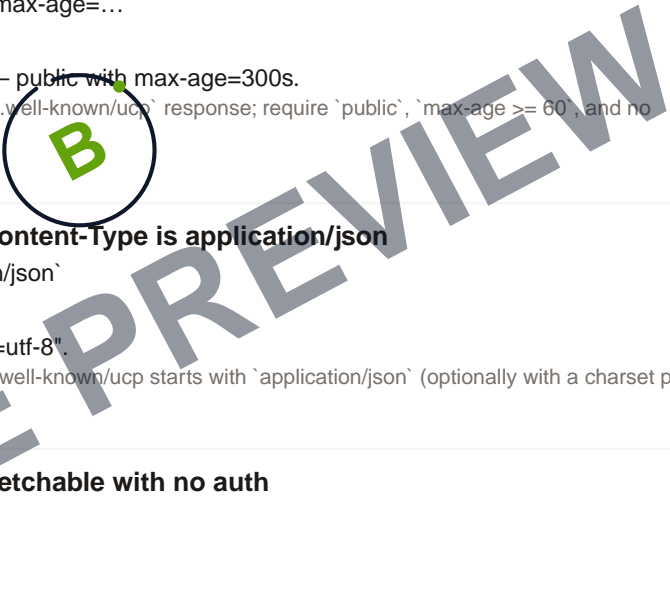 max-age=…
– public with max-age=300s.
.well-known/ucp` response; require `public`, `max-age >= 60`, and no
B
ontent-Type is application/json
n/json`
=utf-8".
well-known/ucp starts with `application/json` (optionally with a charset p
etchable with no auth
E PREVIEW